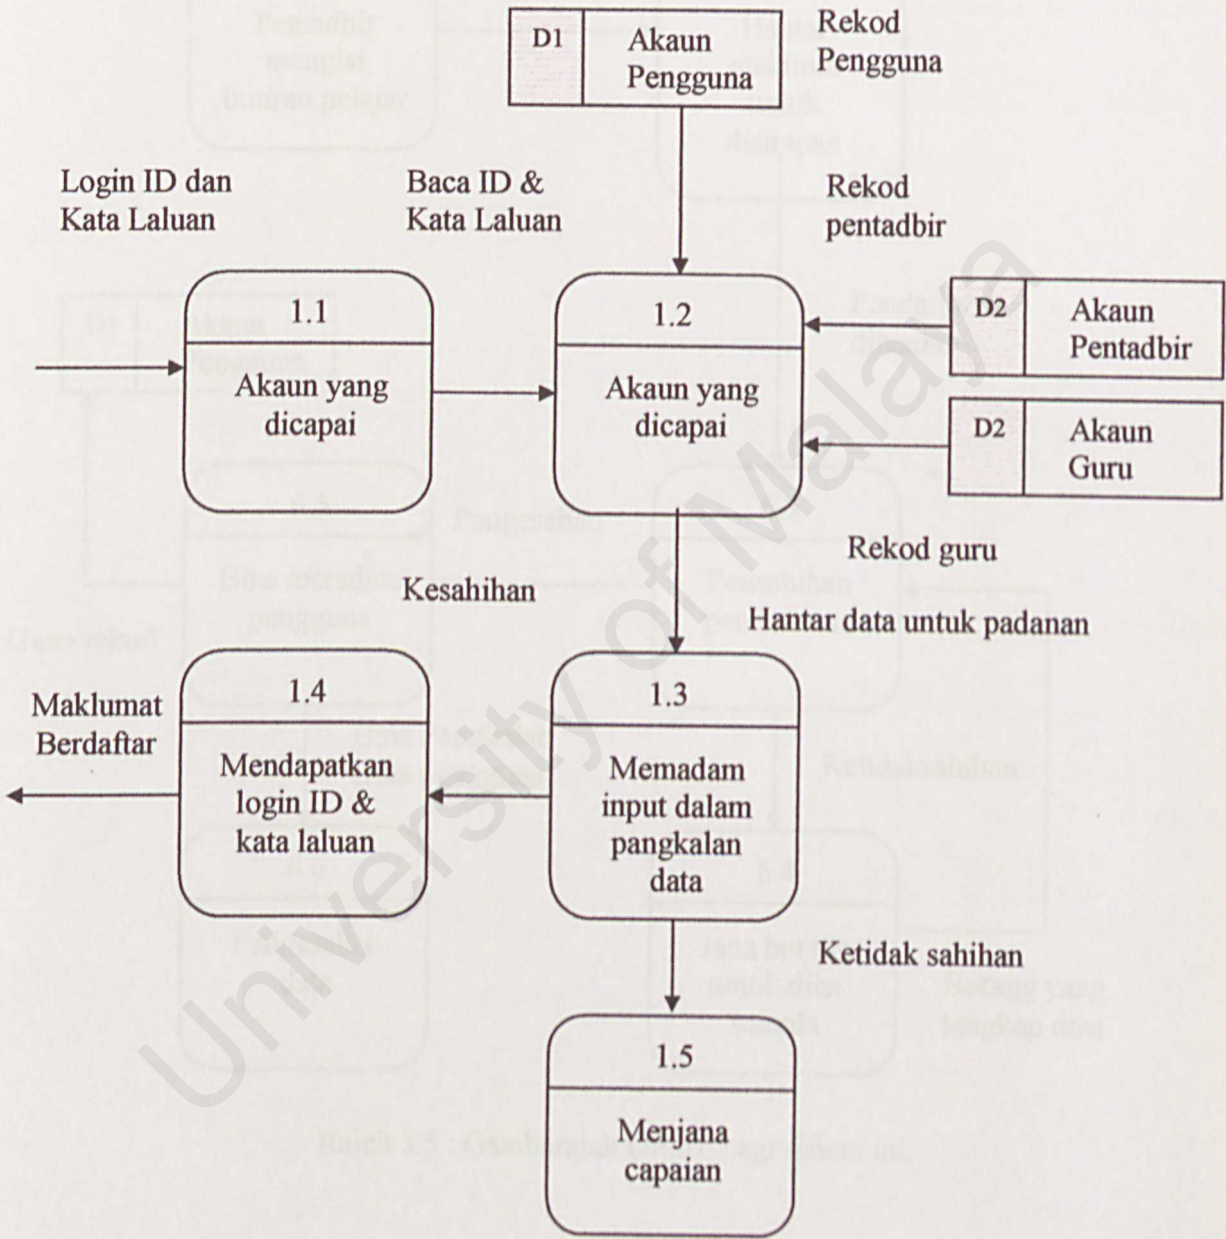 D1
Akaun
Pengguna
Rekod
Pengguna
Login ID dan
Kata Laluan
Baca ID &
Kata Laluan
Rekod
pentadbir
1.1
Akaun yang
dicapai
1.2
Akaun yang
dicapai
D2
Akaun
Pentadbir
D2
Akaun
Guru
Rekod guru
Kesahihan
Hantar data untuk padanan
Maklumat
Berdaftar
1.4
Mendapatkan
login ID &
kata laluan
1.3
Memadam
input dalam
pangkalan
data
Ketidak sahihan
1.5
Menjana
capaian
University of Malaya